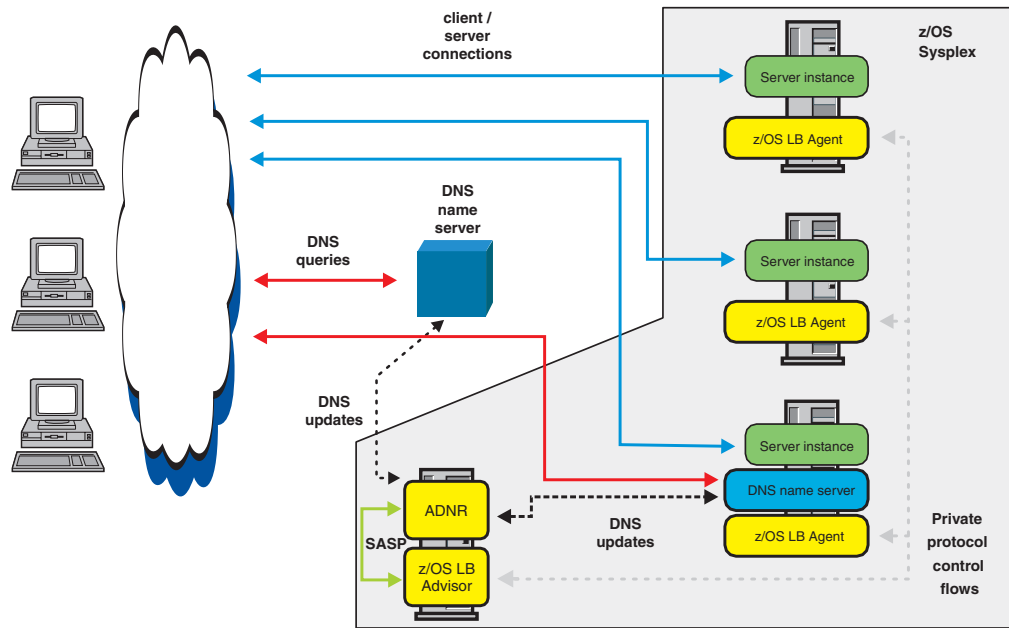 client /
server
connections
z/OS
Sysplex
Server instance
z/OS LB Agent
DNS
name
server
DNS
queries
Server instance
z/OS LB Agent
DNS
updates
Server instance
DNS name server
z/OS LB Agent
ADNR
SASP
z/OS LB
Advisor
DNS
updates
Private
protocol
control
flows